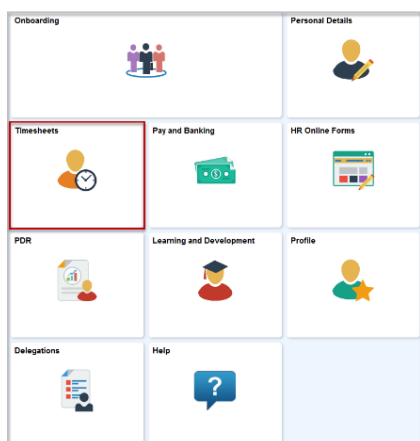 Onboarding
Personal Details
Timesheets
Pay and Banking
HR Online Forms
PDR
Learning and Development
Profile
Delegations
Help
?